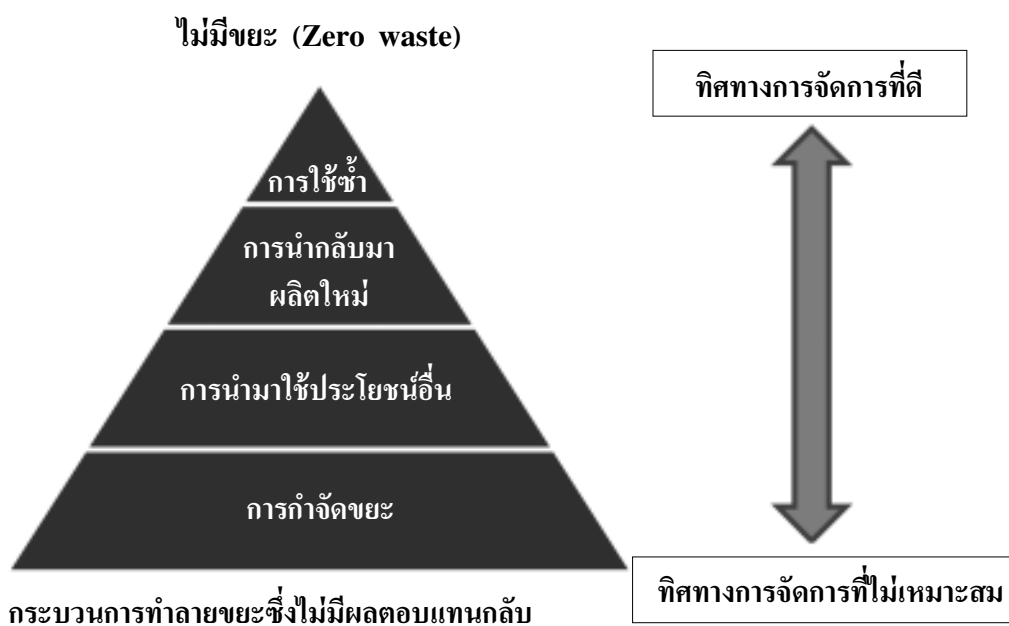 ไม่มีขยะ (Zero waste)
ทิศทางการจัดการที่ดี
การใช้ซ้ำ
การนำกลับมา
ผลิตใหม่
การนำมาใช้ประโยชน์อื่น
การกำจัดขยะ
ทิศทางการจัดการที่ไม่เหมาะสม
กระบวนการทำลายขยะซึ่งไม่มีผลตอบแทนกลับ